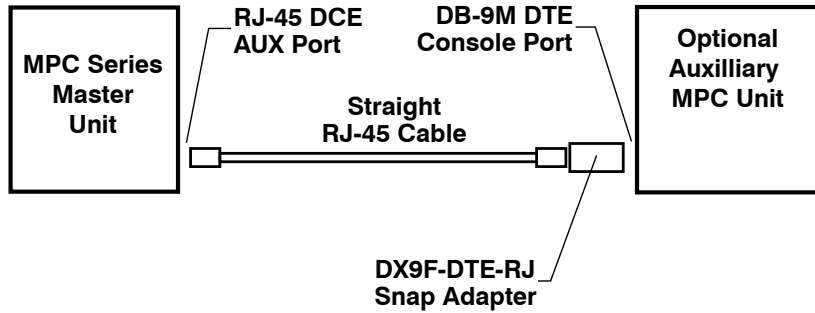 RJ-45 DCE
AUX Port
DB-9M DTE
Console Port
MPC Series
Master
Unit
Optional
Auxilliary
MPC Unit
Straight
RJ-45 Cable
DX9F-DTE-RJ
Snap Adapter